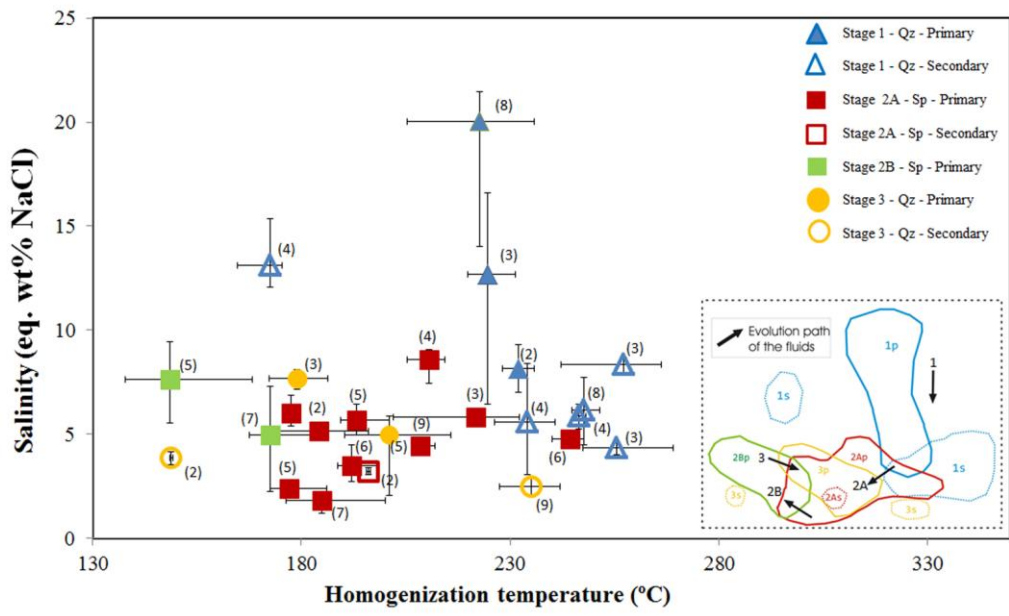 25
20
15
10
5
0
Salinity (eq. wt% NaCl)
130
180
230
280
330
Homogenization temperature (ºC)
Stage 1 - Qz - Primary
Stage 1 - Qz - Secondary
Stage 2A - Sp - Primary
Stage 2A - Sp - Secondary
Stage 2B - Sp - Primary
Stage 3 - Qz - Primary
Stage 3 - Qz - Secondary
(8)
(4)
(3)
(4)
(2)
(3)
(5)
(3)
(2)
(5)
(3)
(4)
(8)
(4)
(7)
(6)
(5)
(9)
(6)
(3)
(2)
(5)
(2)
(7)
(9)
Evolution path
of the fluids
1p
1
1s
2Bp
3
3p
2Ap
1s
2A
2B
3s
2As
3s